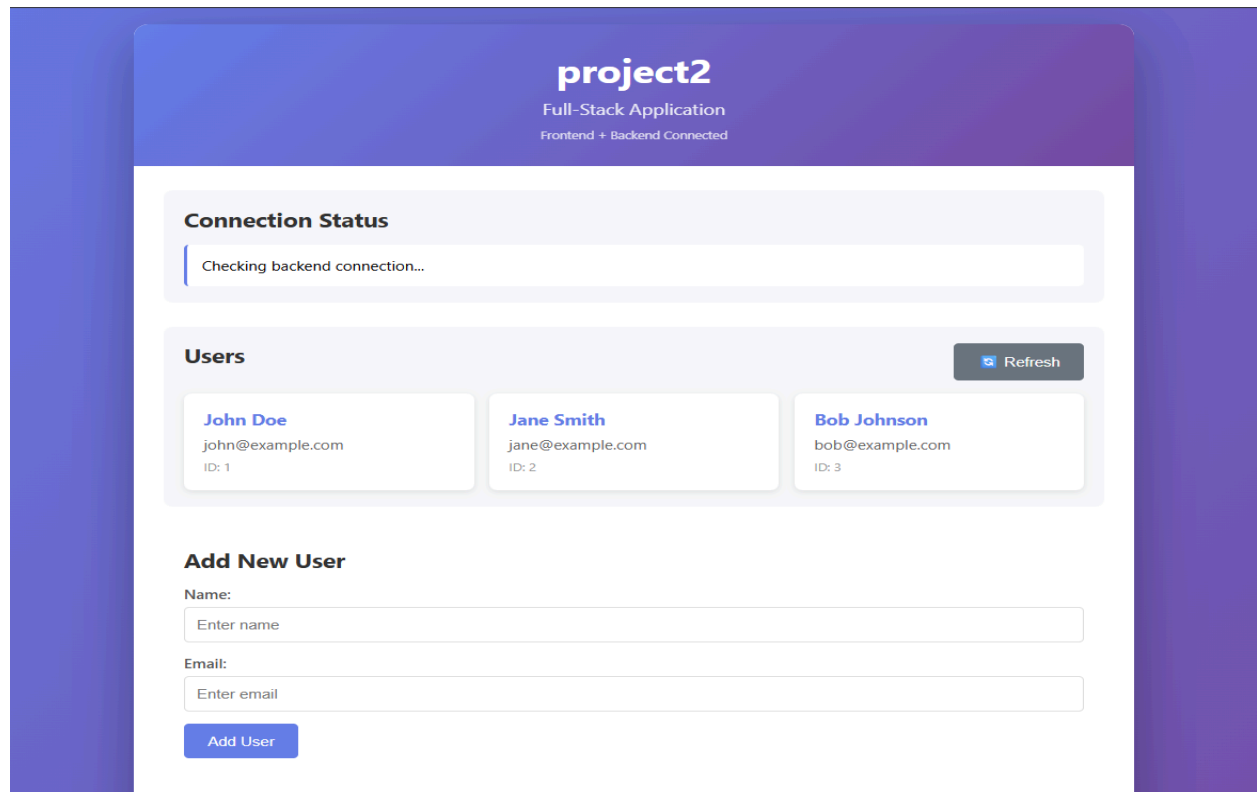 project2
Full-Stack Application
Frontend + Backend Connected
Connection Status
Checking backend connection...
Users
Refresh
John Doe
john@example.com
ID: 1
Jane Smith
jane@example.com
ID: 2
Bob Johnson
bob@example.com
ID: 3
Add New User
Name:
Enter name
Email:
Enter email
Add User